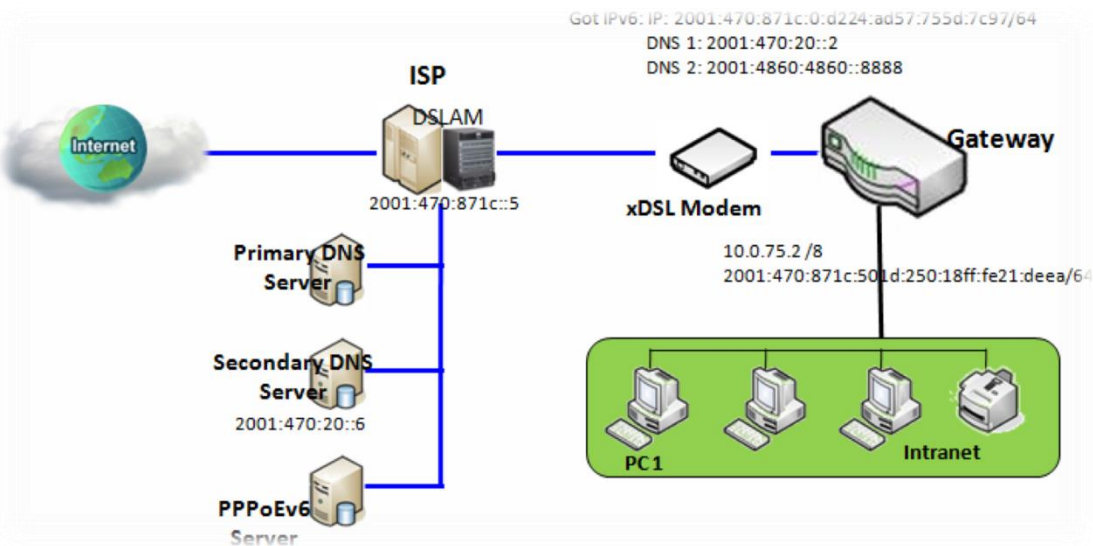 Got IPv6: IP: 2001:470:871c:0:d224:ad57:755d:7c97/64
DNS 1: 2001:470:20::2
DNS 2: 2001:4860:4860::8888
ISP
DSLAM
Internet
Gateway
2001:470:871c::5
xDSL Modem
Primary DNS
Server
10.0.75.2 /8
2001:470:871c:501d:250:18ff:fe21:deea/64
Secondary DNS
Server
2001:470:20::6
PC1
Intranet
PPPoEv6
Server